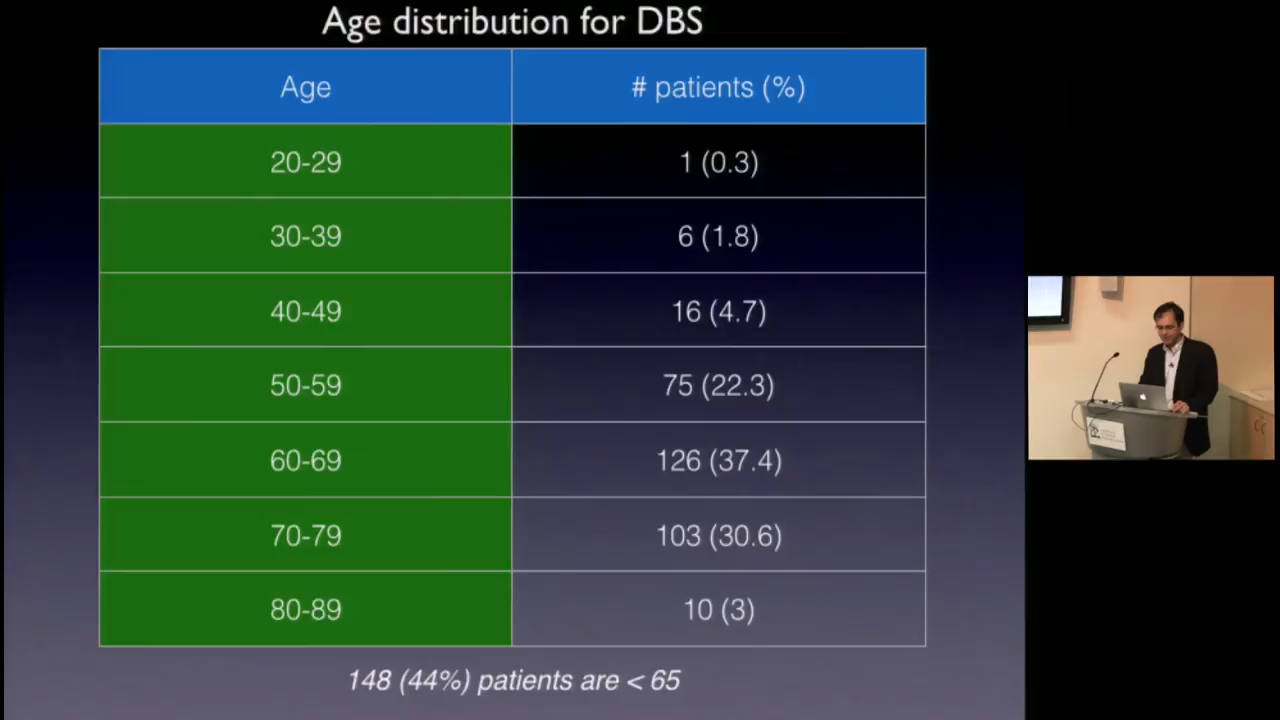 Age distribution for DBS
Age # patients (%)
20-29 1 (0.3)
30-39 6 (1.8)
40-49 16 (4.7)
50-59 75 (22.3)
60-69 126 (37.4)
70-79 103 (30.6)
80-89 10 (3)
148 (44%) patients are < 65